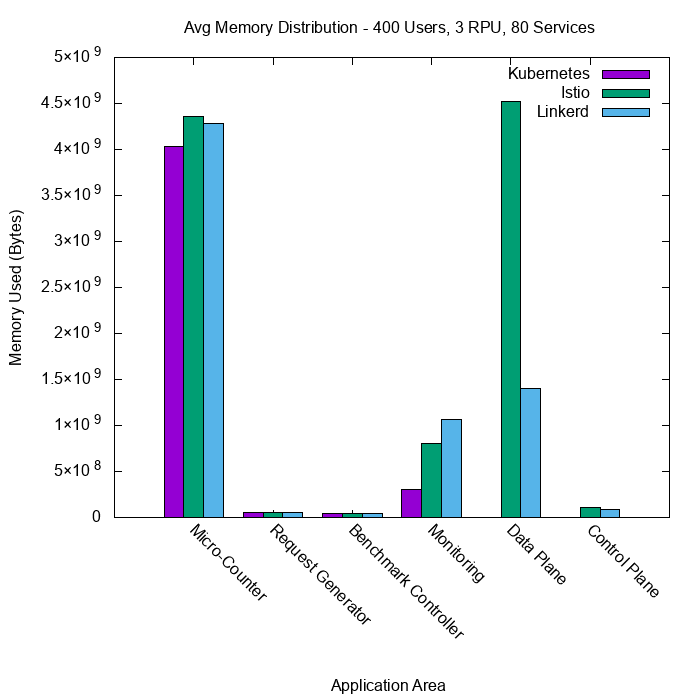 Avg Memory Distribution - 400 Users, 3 RPU, 80 Services
Kubernetes
Istio
Linkerd
5×10⁹
4.5×10⁹
4×10⁹
3.5×10⁹
3×10⁹
2.5×10⁹
2×10⁹
1.5×10⁹
1×10⁹
5×10⁸
0
Memory Used (Bytes)
Micro-Counter
Request Generator
Benchmark Controller
Monitoring
Data Plane
Control Plane
Application Area